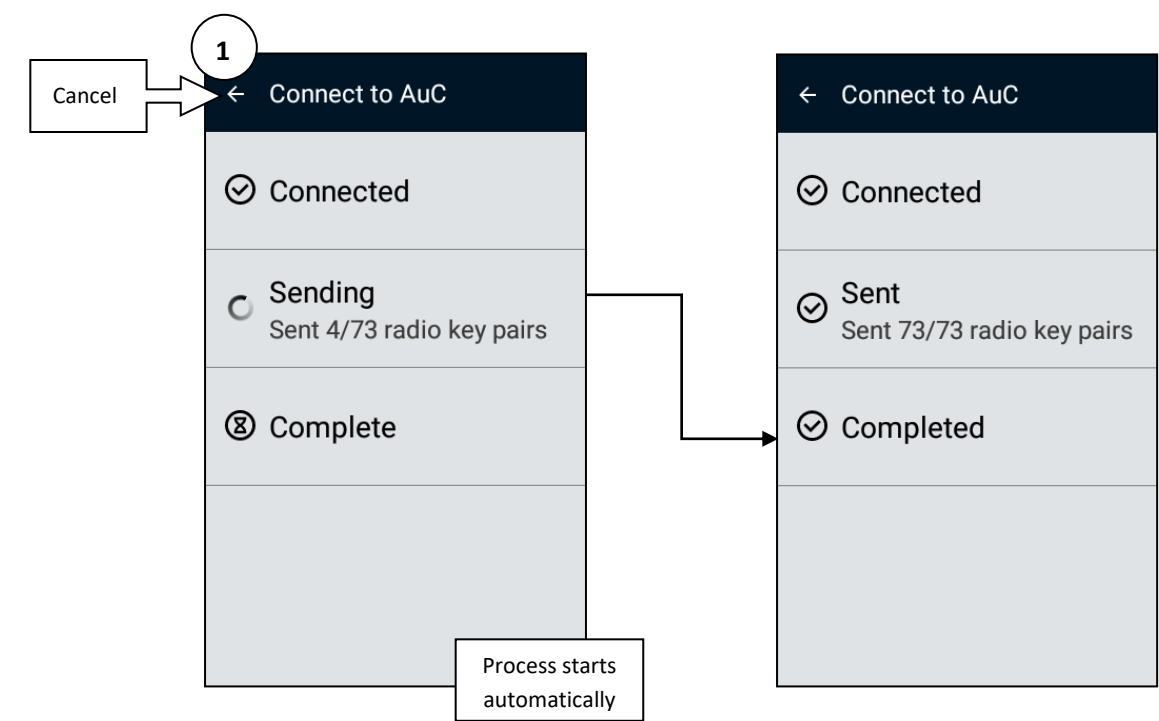 1
Cancel
Connect to AuC
Connected
Sending
Sent 4/73 radio key pairs
Complete
Process starts
automatically
Connect to AuC
Connected
Sent
Sent 73/73 radio key pairs
Completed